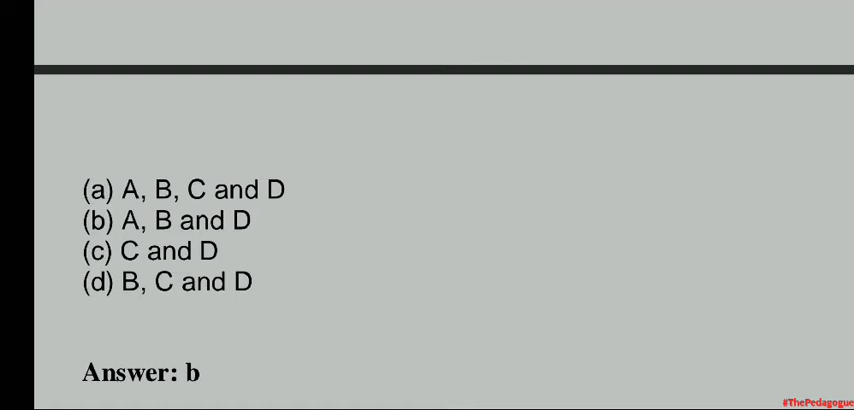 (a) A, B, C and D
(b) A, B and D
(c) C and D
(d) B, C and D
Answer: b
#ThePedagogue